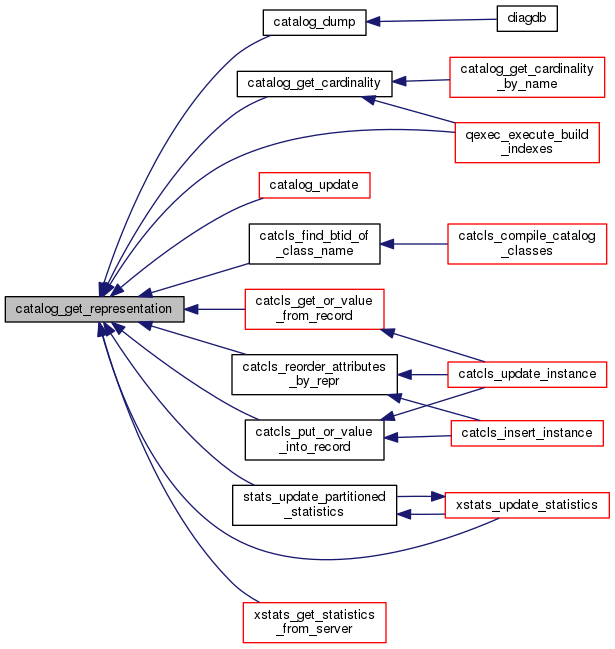 catalog_dump
diagdb
catalog_get_cardinality
catalog_get_cardinality
_by_name
qexec_execute_build
_indexes
catalog_update
catcls_find_btid_of
_class_name
catcls_compile_catalog
_classes
catalog_get_representation
catcls_get_or_value
_from_record
catcls_reorder_attributes
_by_repr
catcls_update_instance
catcls_put_or_value
_into_record
catcls_insert_instance
stats_update_partitioned
_statistics
xstats_update_statistics
xstats_get_statistics
_from_server